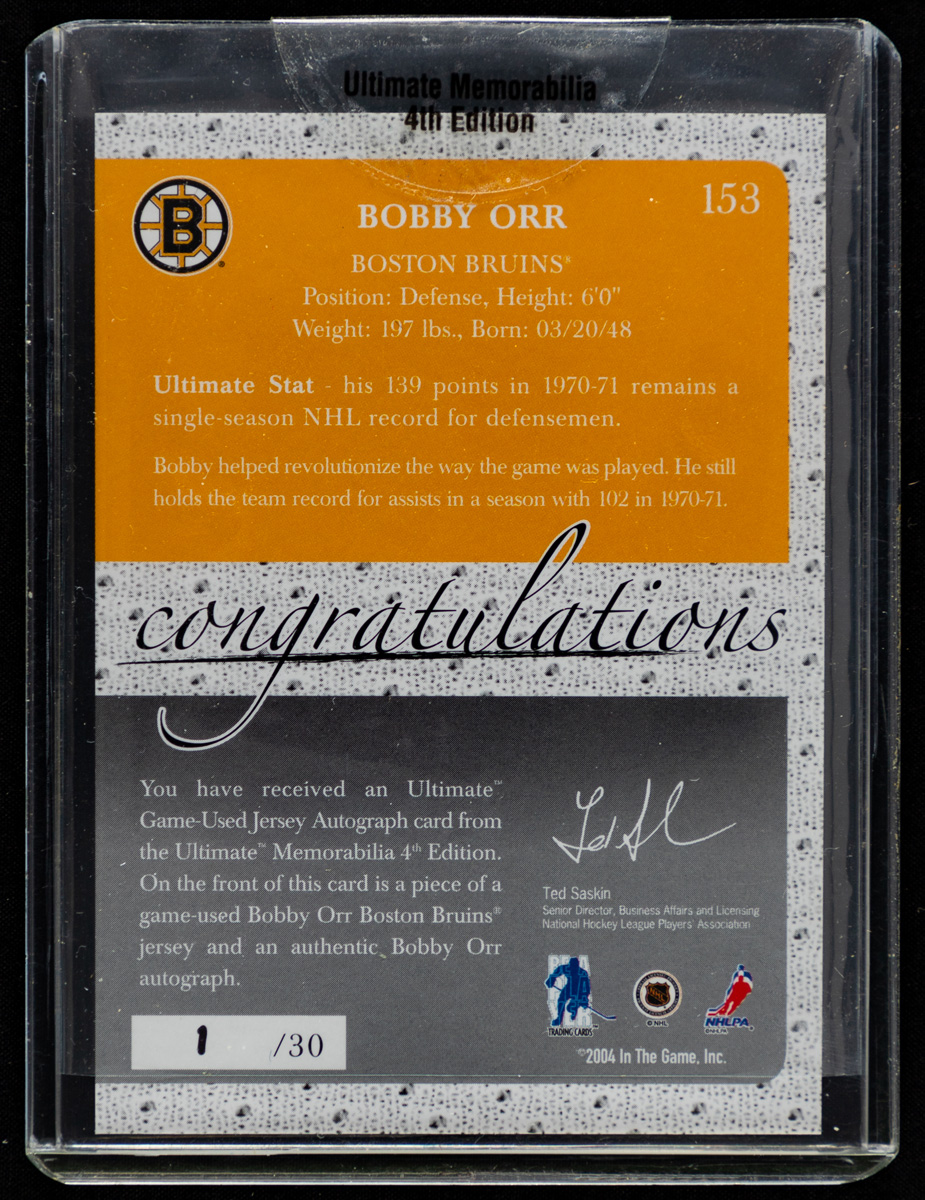 Ultimate Memorabilia
4th Edition
153
B
BOBBY ORR
BOSTON BRUINS®
Position: Defense, Height: 6'0"
Weight: 197 lbs., Born: 03/20/48
Ultimate Stat - his 139 points in 1970-71 remains a
single-season NHL record for defensemen.
Bobby helped revolutionize the way the game was played. He still
holds the team record for assists in a season with 102 in 1970-71.
congratulations
You have received an Ultimate™
Game-Used Jersey Autograph card from
the Ultimate™ Memorabilia 4th Edition.
On the front of this card is a piece of a
game-used Bobby Orr Boston Bruins®
jersey and an authentic Bobby Orr
autograph.
1 /30
Ted Saskin
Senior Director, Business Affairs and Licensing
National Hockey League Players' Association
TRADING CARDS™
© NHL
NHLPA
©2004 In The Game, Inc.